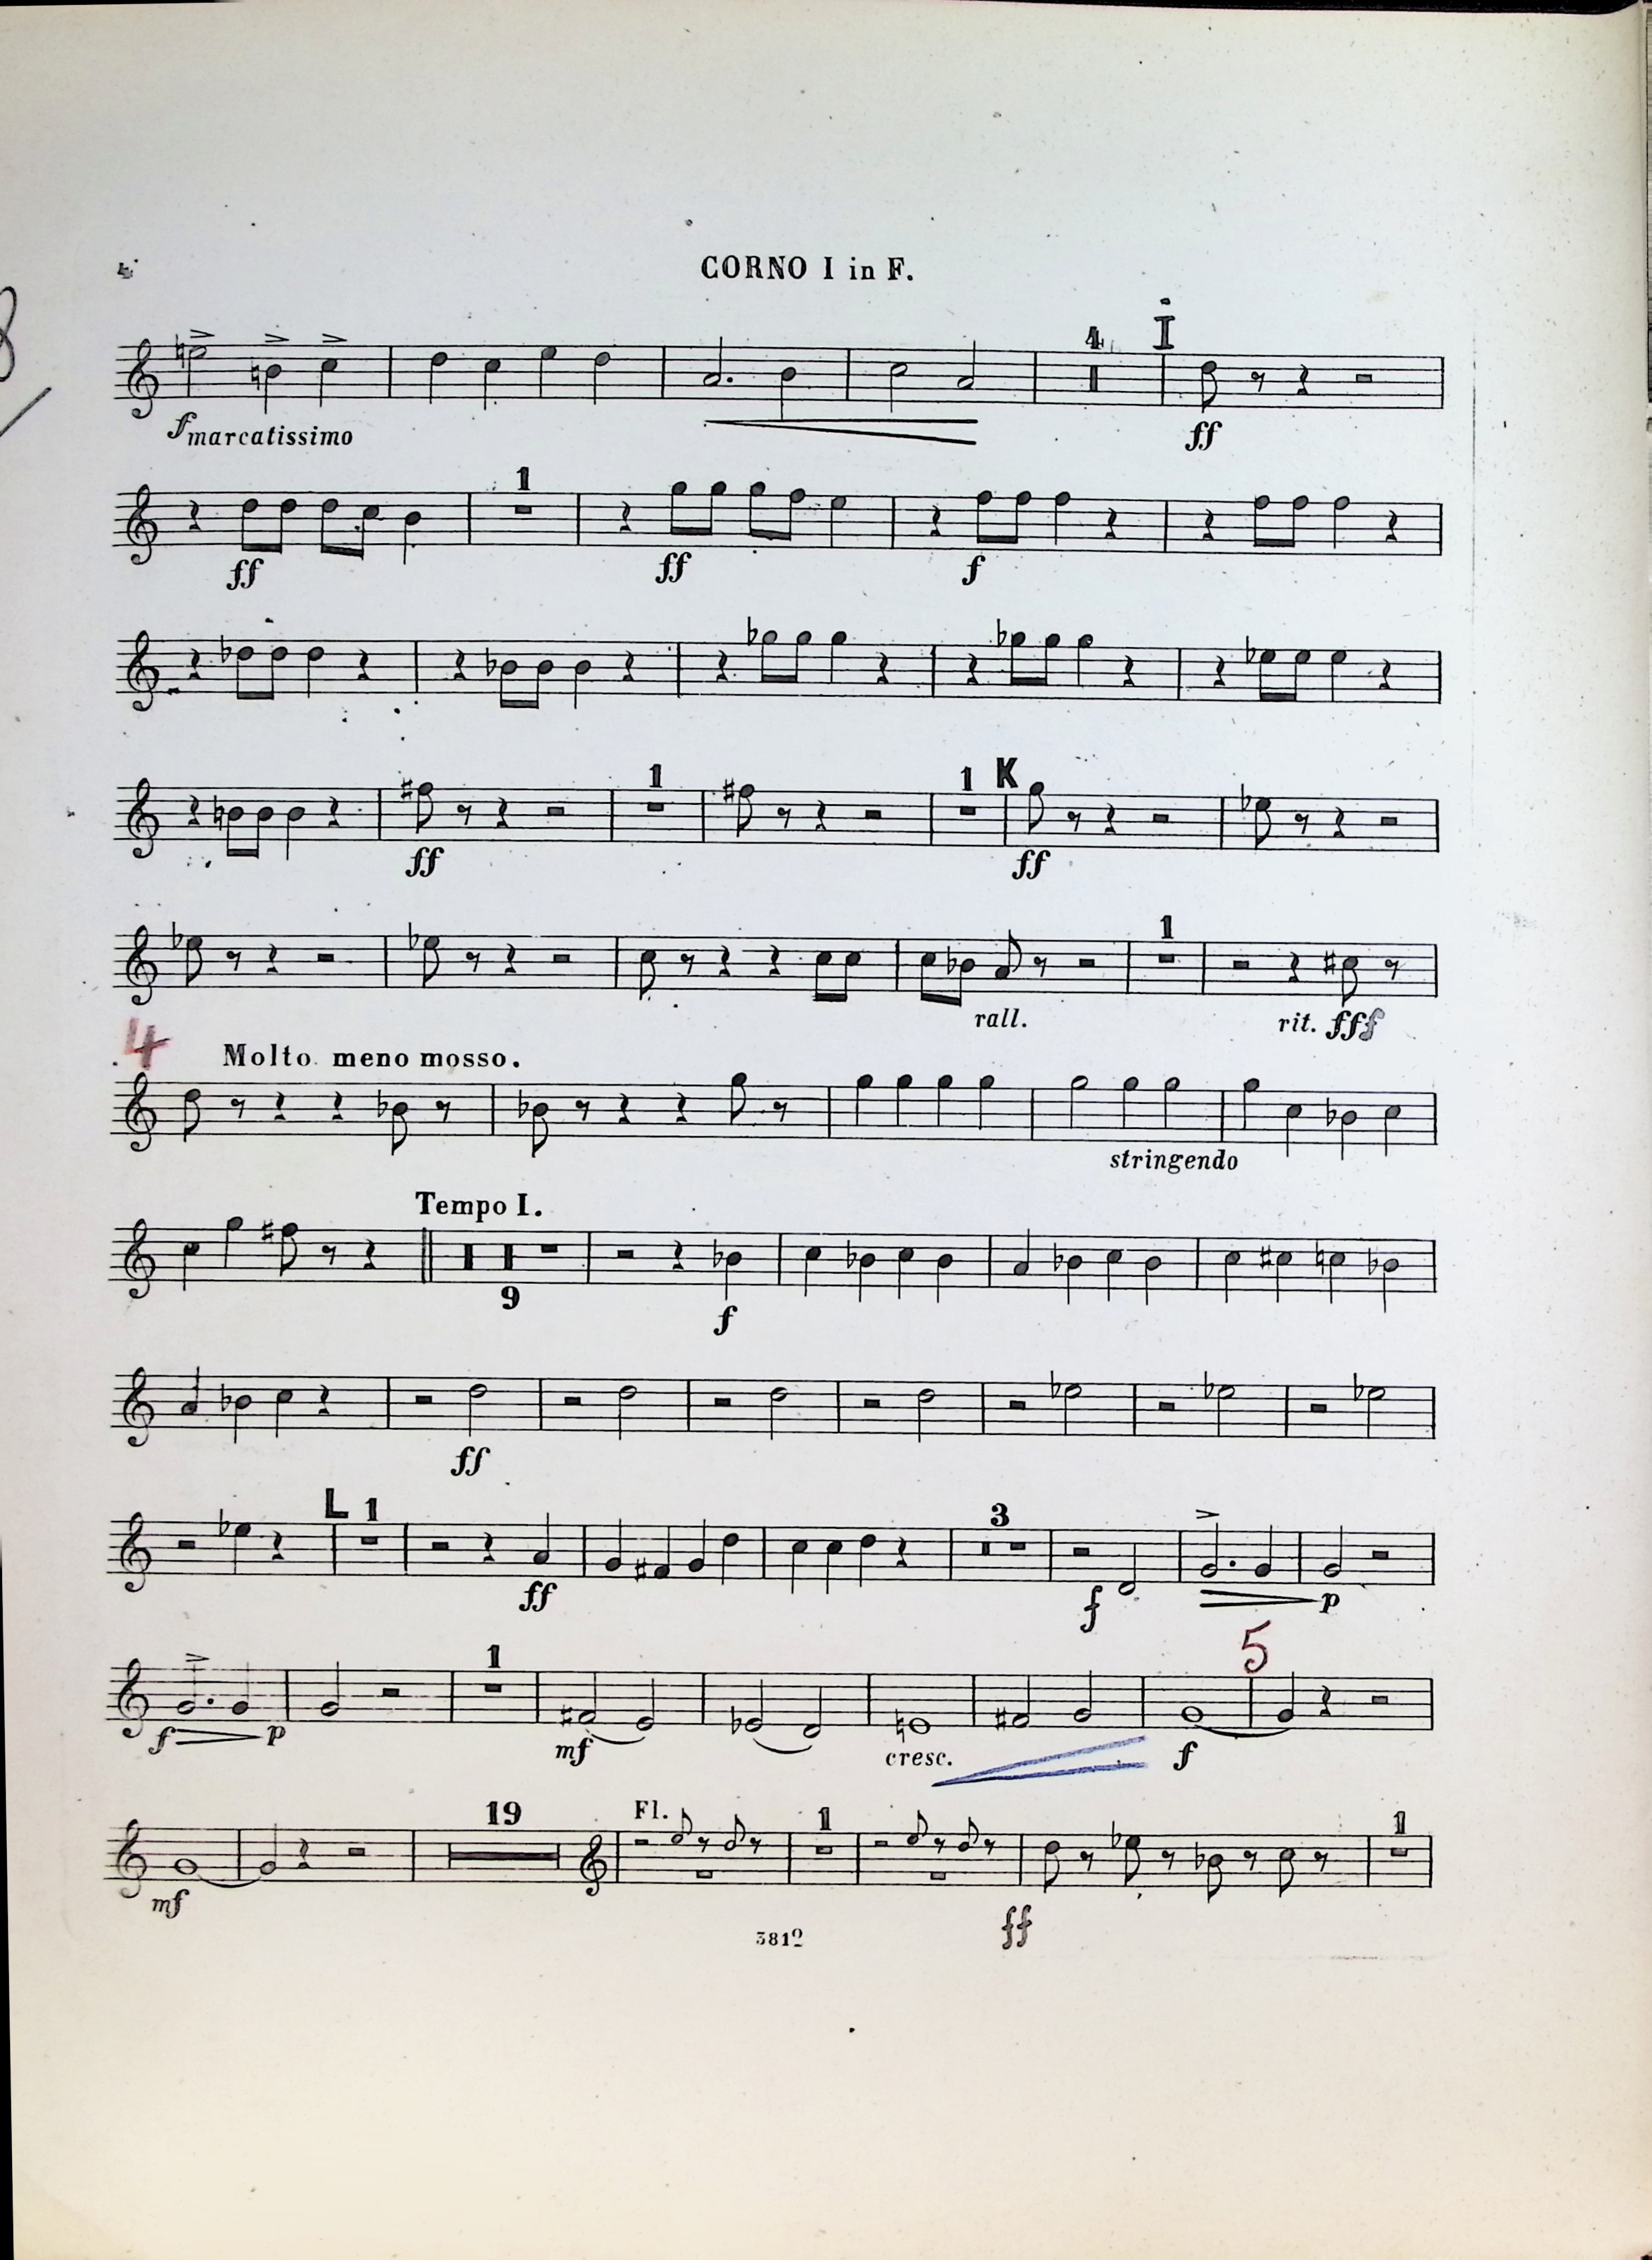 4
CORNO I in F.
4 I
f marcatissimo
ff
1
ff
ff
f
1
1 K
ff
ff
1
rall.
rit. fff
4
Molto meno mosso.
stringendo
Tempo I.
9
f
ff
L 1
3
ff
f
p
5
1
f
p
mf
cresc.
f
19
Fl.
1
1
mf
ff
3812